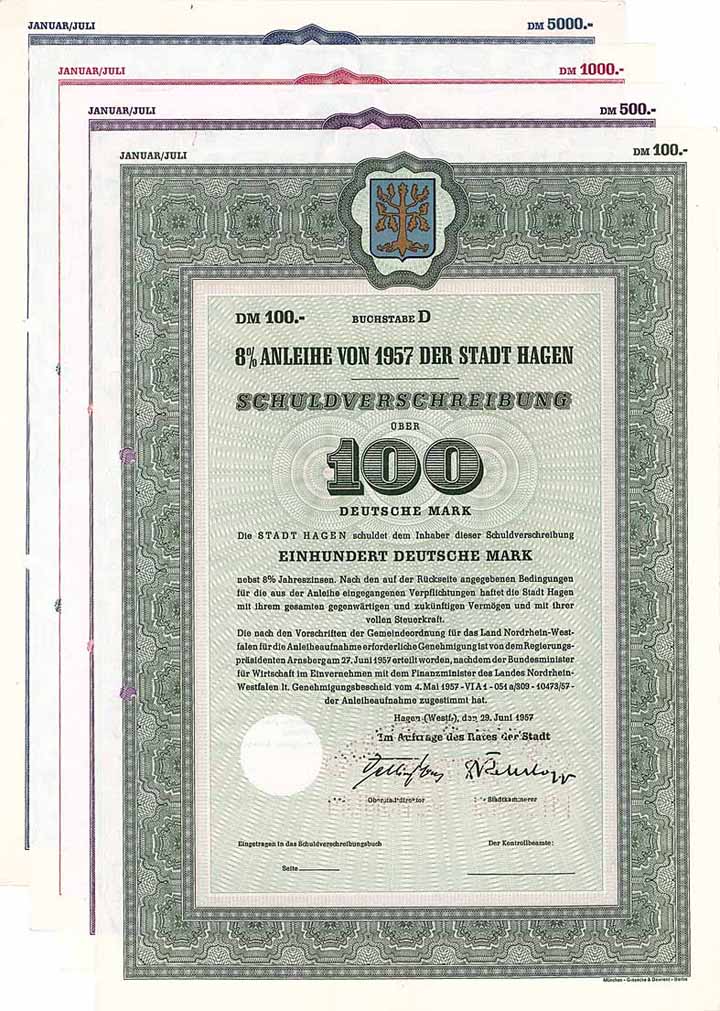 JANUAR/JULI DM 5000.-
JANUAR/JULI DM 1000.-
JANUAR/JULI DM 500.-
JANUAR/JULI DM 100.-
DM 100.- BUCHSTABE D
8% ANLEIHE VON 1957 DER STADT HAGEN
SCHULDVERSCHREIBUNG
ÜBER
100
DEUTSCHE MARK
Die STADT HAGEN schuldet dem Inhaber dieser Schuldverschreibung
EINHUNDERT DEUTSCHE MARK
nebst 8% Jahreszinsen. Nach den auf der Rückseite angegebenen Bedingungen
für die aus der Anleihe eingegangenen Verpflichtungen haftet die Stadt Hagen
mit ihrem gesamten gegenwärtigen und zukünftigen Vermögen und mit ihrer
vollen Steuerkraft.
Die nach den Vorschriften der Gemeindeordnung für das Land Nordrhein-West-
falen für die Anleiheaufnahme erforderliche Genehmigung ist von dem Regierungs-
präsidenten Arnsberg am 27. Juni 1957 erteilt worden, nachdem der Bundesminister
für Wirtschaft im Einvernehmen mit dem Finanzminister des Landes Nordrhein-
Westfalen lt. Genehmigungsbescheid vom 4. Mai 1957 - VI A 1 - 051 a/309 - 10473/57 -
der Anleiheaufnahme zugestimmt hat.
Hagen (Westf.), den 29. Juni 1957
Im Auftrage des Rates der Stadt
Oberstadtdirektor Stadtkämmerer
Eingetragen in das Schuldverschreibungsbuch Der Kontrollbeamte:
Seite
München - Giesecke & Devrient - Berlin